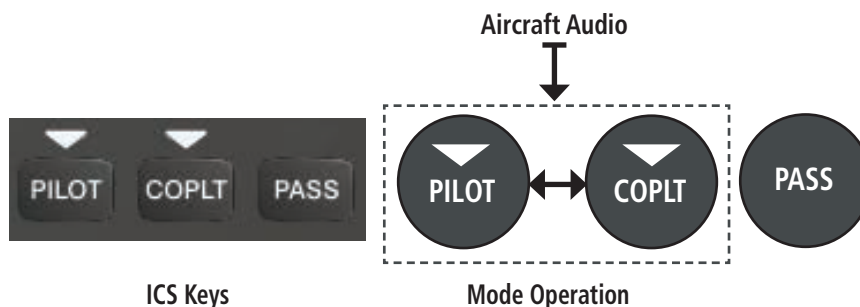 Aircraft Audio
PILOT COPLT PASS
PILOT COPLT PASS
ICS Keys
Mode Operation